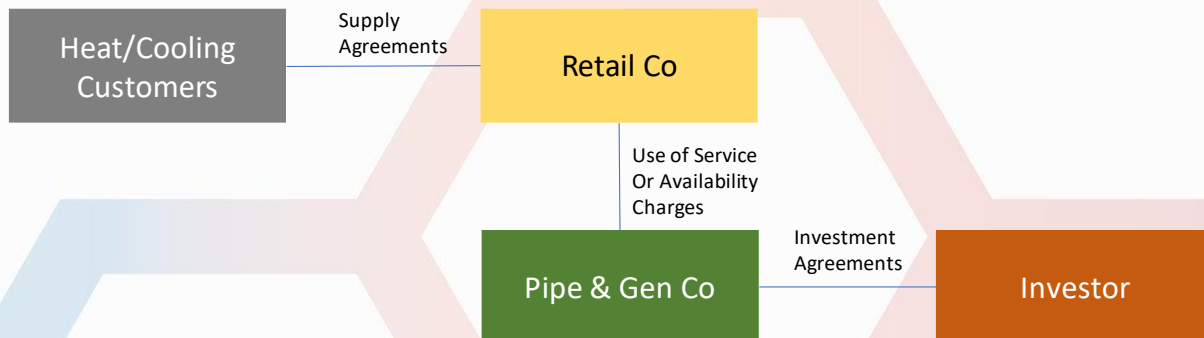 Heat/Cooling
Customers
Supply
Agreements
Retail Co
Use of Service
Or Availability
Charges
Pipe & Gen Co
Investment
Agreements
Investor